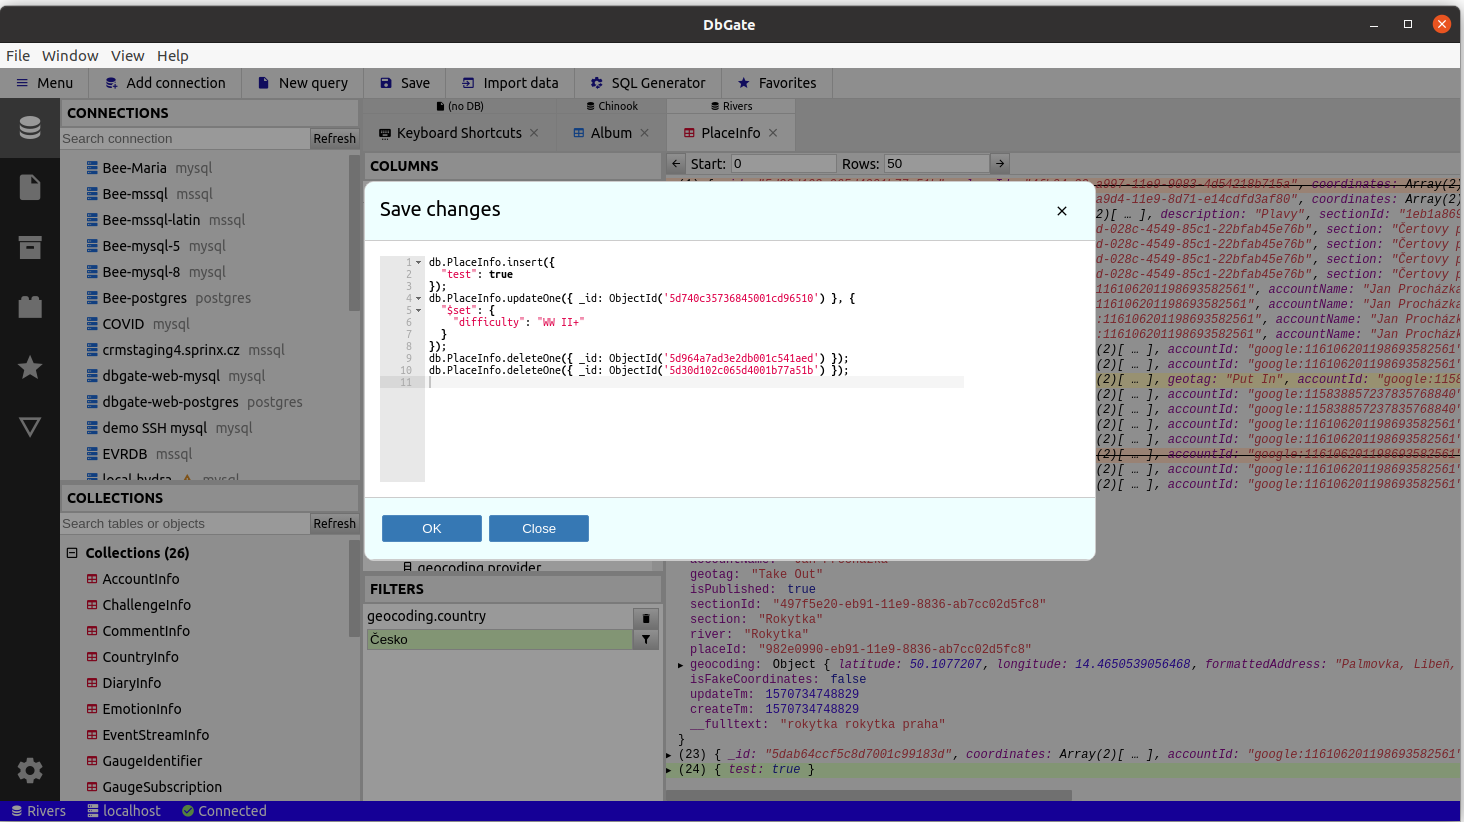 DbGate
File Window View Help
Menu Add connection New query Save Import data SQL Generator Favorites
CONNECTIONS
Search connection Refresh
Bee-Maria mysql
Bee-mssql mssql
Bee-mssql-latin mssql
Bee-mysql-5 mysql
Bee-mysql-8 mysql
Bee-postgres postgres
COVID mysql
crmstaging4.sprinx.cz mssql
dbgate-web-mysql mysql
dbgate-web-postgres postgres
demo SSH mysql mysql
EVRDB mssql
local hydra mysql
COLLECTIONS
Search tables or objects Refresh
Collections (26)
AccountInfo
ChallengeInfo
CommentInfo
CountryInfo
DiaryInfo
EmotionInfo
EventStreamInfo
GaugeIdentifier
GaugeSubscription
(no DB) Chinook Rivers
Keyboard Shortcuts Album PlaceInfo
COLUMNS
Start: 0 Rows: 50
Save changes
1 db.PlaceInfo.insert({
2 "test": true
3 });
4 db.PlaceInfo.updateOne({ _id: ObjectId('5d740c35736845001cd96510') }, {
5 "$set": {
6 "difficulty": "WW II+"
7 }
8 });
9 db.PlaceInfo.deleteOne({ _id: ObjectId('5d964a7ad3e2db001c541aed') });
10 db.PlaceInfo.deleteOne({ _id: ObjectId('5d30d102c065d4001b77a51b') });
11
OK Close
a997-11e9-9083-4d54218b715a", coordinates: Array(2)
a9d4-11e9-8d71-e14cdfd3af80", coordinates: Array(2)
2)[ … ], description: "Plavy", sectionId: "1eb1a869
d-028c-4549-85c1-22bfab45e76b", section: "Čertovy p
d-028c-4549-85c1-22bfab45e76b", section: "Čertovy p
d-028c-4549-85c1-22bfab45e76b", section: "Čertovy p
d-028c-4549-85c1-22bfab45e76b", section: "Čertovy p
116106201198693582561", accountName: "Jan Procházka
116106201198693582561", accountName: "Jan Procházka
:116106201198693582561", accountName: "Jan Procházk
:116106201198693582561", accountName: "Jan Procházk
(2)[ … ], accountId: "google:116106201198693582561"
(2)[ … ], accountId: "google:116106201198693582561"
(2)[ … ], geotag: "Put In", accountId: "google:1158
(2)[ … ], accountId: "google:115838857237835768840"
(2)[ … ], accountId: "google:115838857237835768840"
(2)[ … ], accountId: "google:116106201198693582561"
(2)[ … ], accountId: "google:116106201198693582561"
(2)[ … ], accountId: "google:116106201198693582561"
(2)[ … ], accountId: "google:116106201198693582561"
(2)[ … ], accountId: "google:116106201198693582561"
geocoding.provider
FILTERS
geocoding.country
Česko
accountName: "Jan Procházka"
geotag: "Take Out"
isPublished: true
sectionId: "497f5e20-eb91-11e9-8836-ab7cc02d5fc8"
section: "Rokytka"
river: "Rokytka"
placeId: "982e0990-eb91-11e9-8836-ab7cc02d5fc8"
geocoding: Object { latitude: 50.1077207, longitude: 14.4650539056468, formattedAddress: "Palmovka, Libeň,
isFakeCoordinates: false
updateTm: 1570734748829
createTm: 1570734748829
__fulltext: "rokytka rokytka praha"
}
(23) { _id: "5dab64ccf5c8d7001c99183d", coordinates: Array(2)[ … ], accountId: "google:116106201198693582561"
(24) { test: true }
Rivers localhost Connected